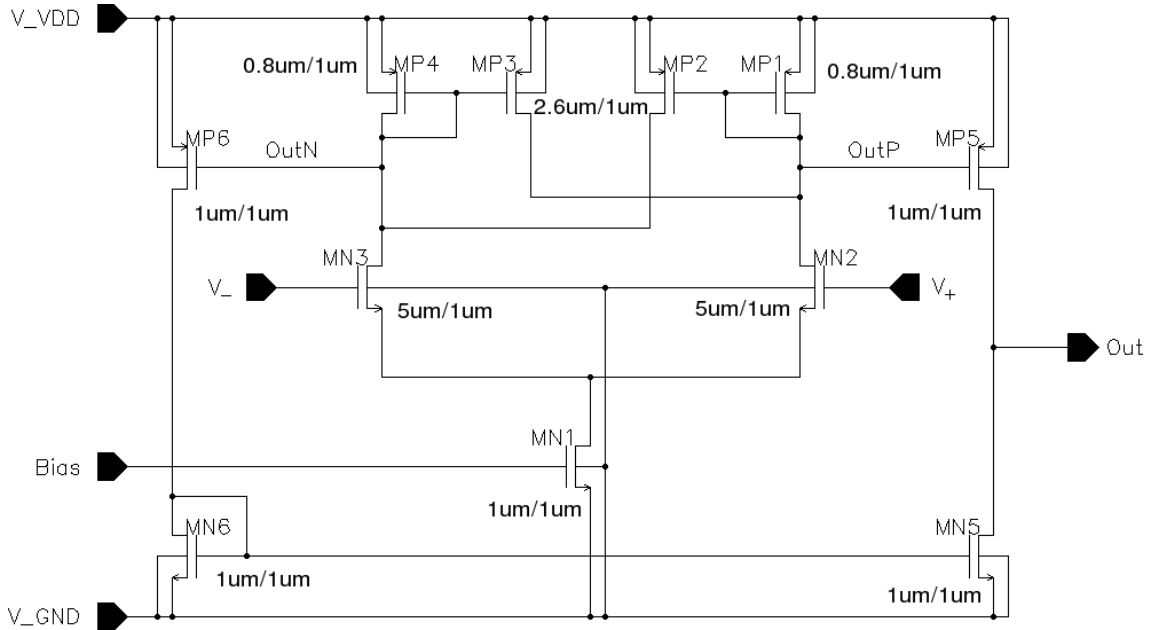 V_VDD
MP4
MP3
MP2
MP1
0.8um/1um
0.8um/1um
2.6um/1um
MP6
OutN
OutP
MP5
1um/1um
1um/1um
MN3
MN2
V_
V+
5um/1um
5um/1um
Out
MN1
Bias
1um/1um
MN6
MN5
1um/1um
1um/1um
V_GND